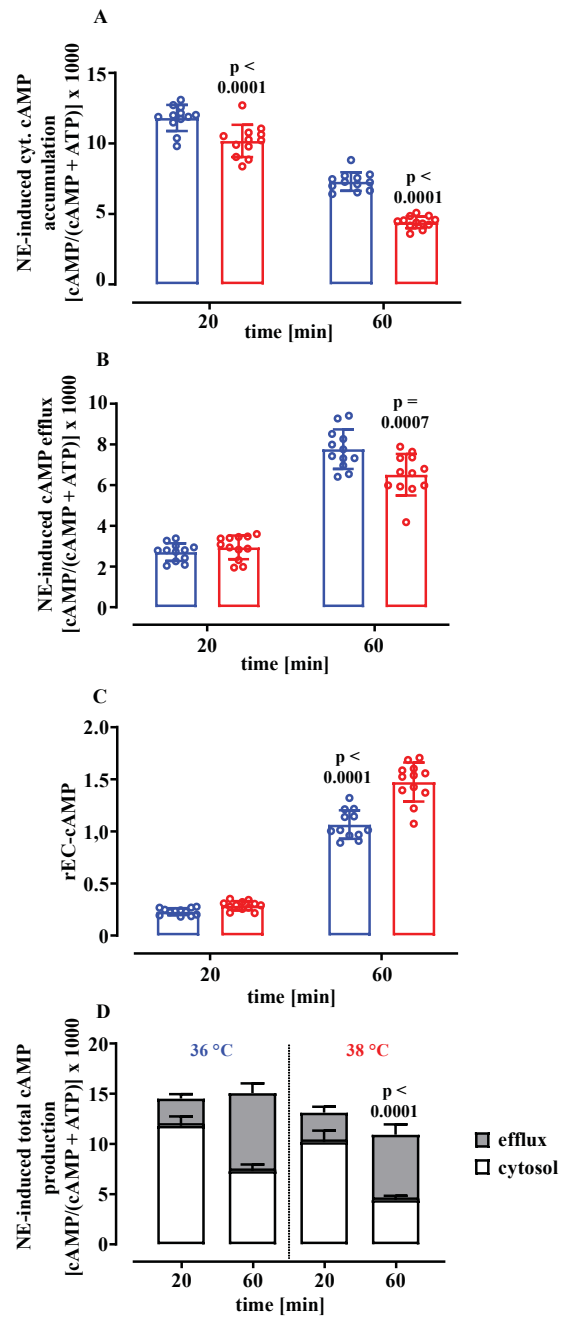 A
NE-induced cyt. cAMP
accumulation
[cAMP/(cAMP + ATP)] x 1000
15
10
5
0
p <
0.0001
p <
0.0001
20
60
time [min]
B
NE-induced cAMP efflux
[cAMP/(cAMP + ATP)] x 1000
10
8
6
4
2
0
p =
0.0007
20
60
time [min]
C
rEC-cAMP
2.0
1.5
1,0
0.5
0
p <
0.0001
20
60
time [min]
D
NE-induced total cAMP
production
[cAMP/(cAMP + ATP)] x 1000
20
15
10
5
0
36 °C
38 °C
p <
0.0001
efflux
cytosol
20
60
20
60
time [min]